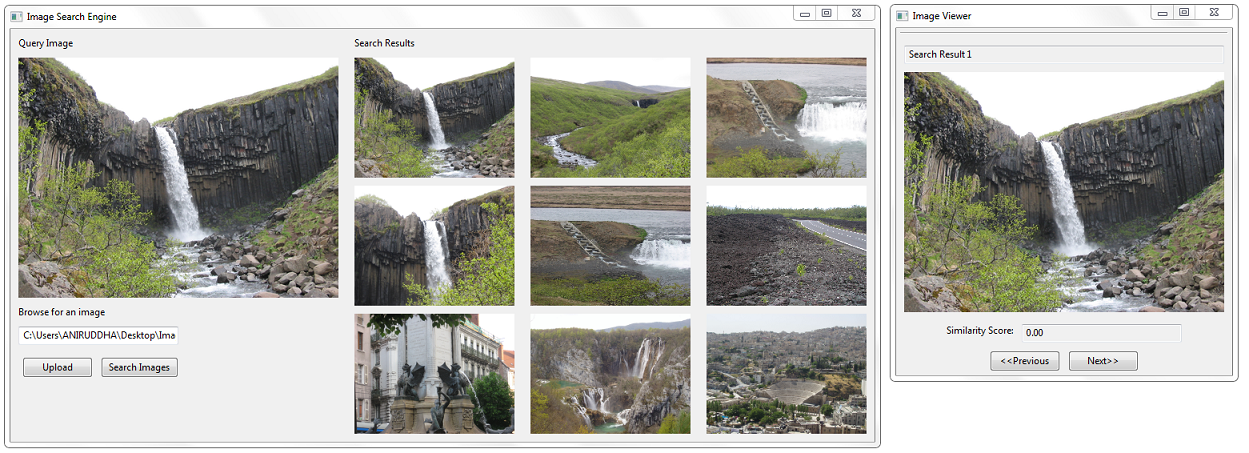 Image Search Engine
Query Image
Search Results
Browse for an image
C:\Users\ANIRUDDHA\Desktop\Ima
Upload
Search Images
Image Viewer
Search Result 1
Similarity Score:
0.00
<<Previous
Next>>